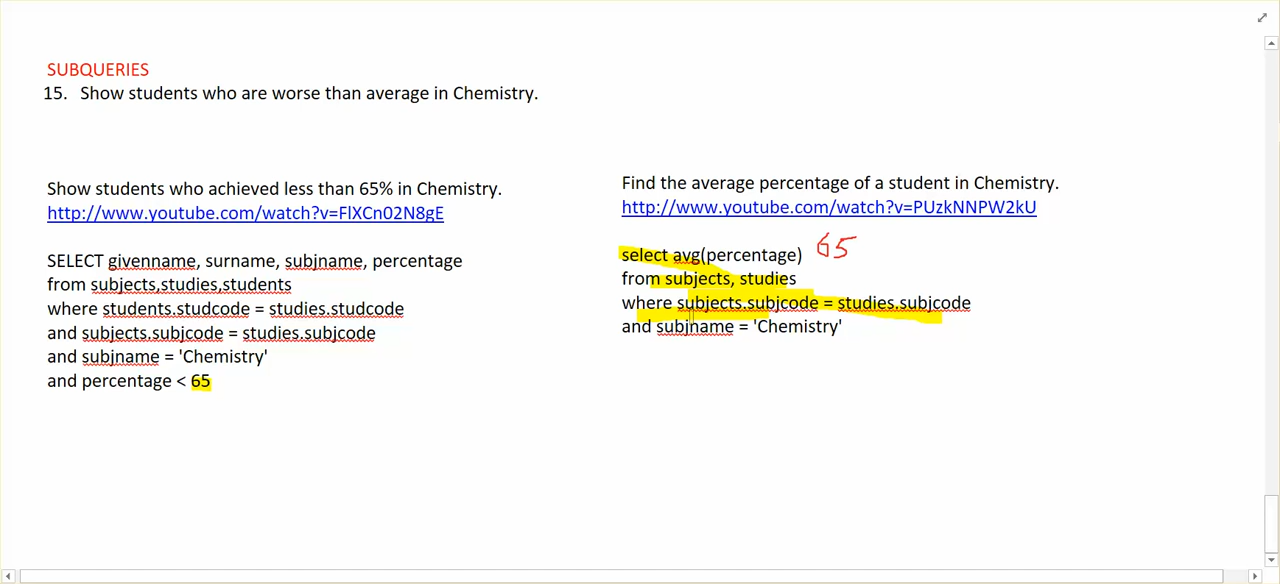 SUBQUERIES
15. Show students who are worse than average in Chemistry.
Show students who achieved less than 65% in Chemistry.
http://www.youtube.com/watch?v=FlXCn02N8gE
SELECT givenname, surname, subjname, percentage
from subjects,studies,students
where students.studcode = studies.studcode
and subjects.subjcode = studies.subjcode
and subjname = 'Chemistry'
and percentage < 65
Find the average percentage of a student in Chemistry.
http://www.youtube.com/watch?v=PUzkNNPW2kU
select avg(percentage) 65
from subjects, studies
where subjects.subjcode = studies.subjcode
and subjname = 'Chemistry'